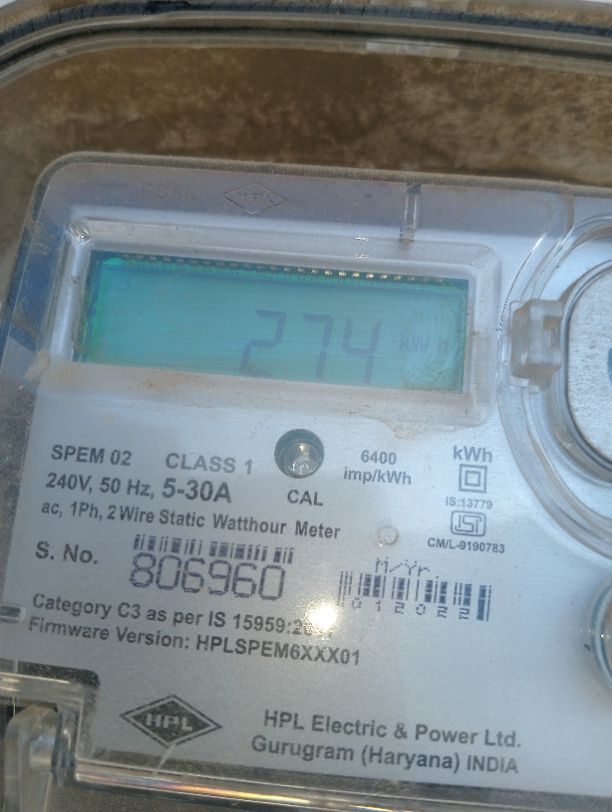 HPL
274 kWh
SPEM 02 CLASS 1
240V, 50 Hz, 5-30A
ac, 1Ph, 2 Wire Static Watthour Meter
CAL
6400
imp/kWh
kWh
IS:13779
ISI
CM/L-9190783
S. No.
806960
M/Yr
012022
Category C3 as per IS 15959:
Firmware Version: HPLSPEM6XXX01
HPL
HPL Electric & Power Ltd.
Gurugram (Haryana) INDIA